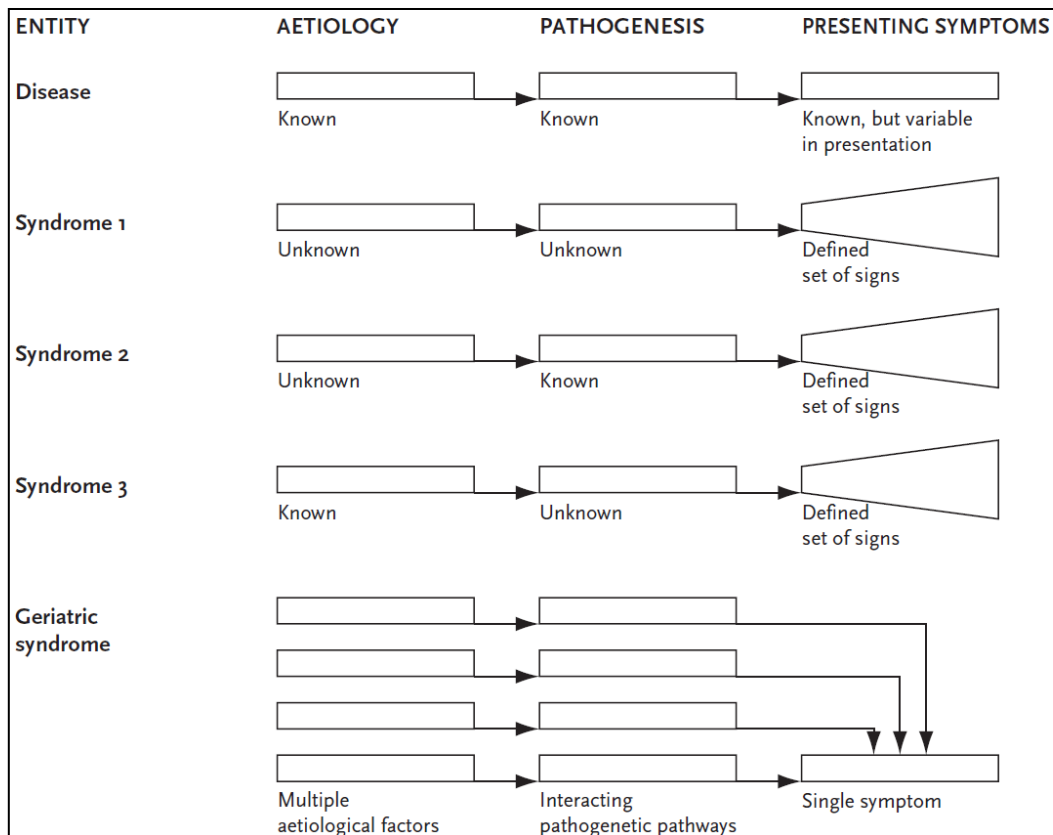 ENTITY AETIOLOGY PATHOGENESIS PRESENTING SYMPTOMS
Disease
Known Known Known, but variable
in presentation
Syndrome 1
Unknown Unknown Defined
set of signs
Syndrome 2
Unknown Known Defined
set of signs
Syndrome 3
Known Unknown Defined
set of signs
Geriatric
syndrome
Multiple Interacting Single symptom
aetiological factors pathogenetic pathways